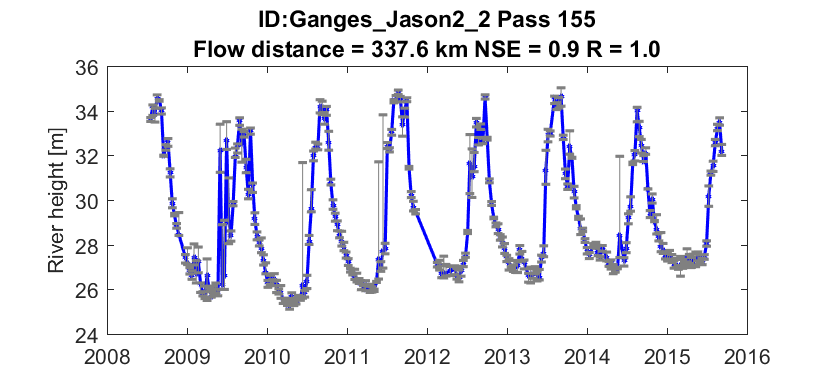 ID:Ganges_Jason2_2 Pass 155
Flow distance = 337.6 km NSE = 0.9 R = 1.0
River height [m]
36
34
32
30
28
26
24
2008 2009 2010 2011 2012 2013 2014 2015 2016